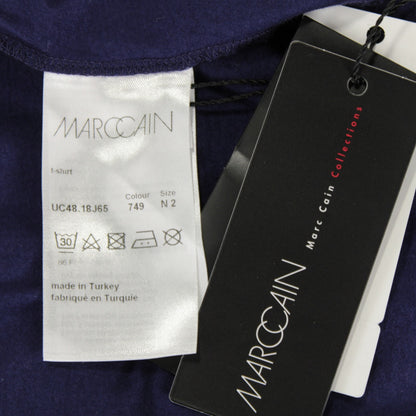 MARCCAIN
t-shirt
Colour Size
UC48.18J65 749 N 2
30
made in Turkey
fabriqué en Turquie
Marc Cain Collections
MARCCAIN